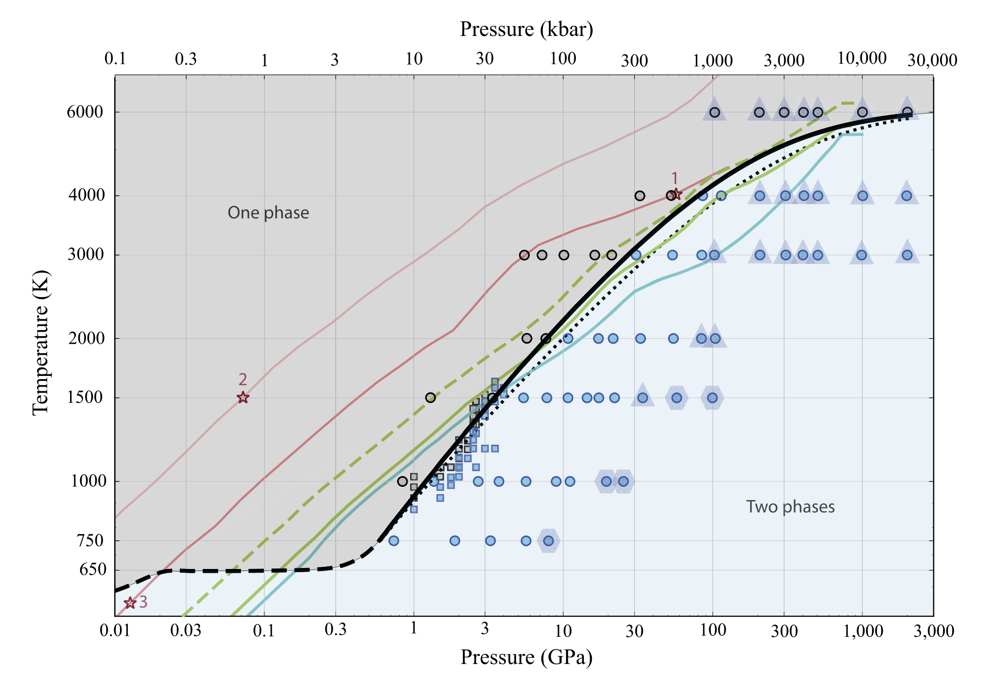 Pressure (kbar)
0.1 0.3 1 3 10 30 100 300 1,000 3,000 10,000 30,000
6000
1
4000
One phase
3000
Temperature (K)
2000
2
1500
1000
Two phases
750
650
3
0.01 0.03 0.1 0.3 1 3 10 30 100 300 1,000 3,000
Pressure (GPa)